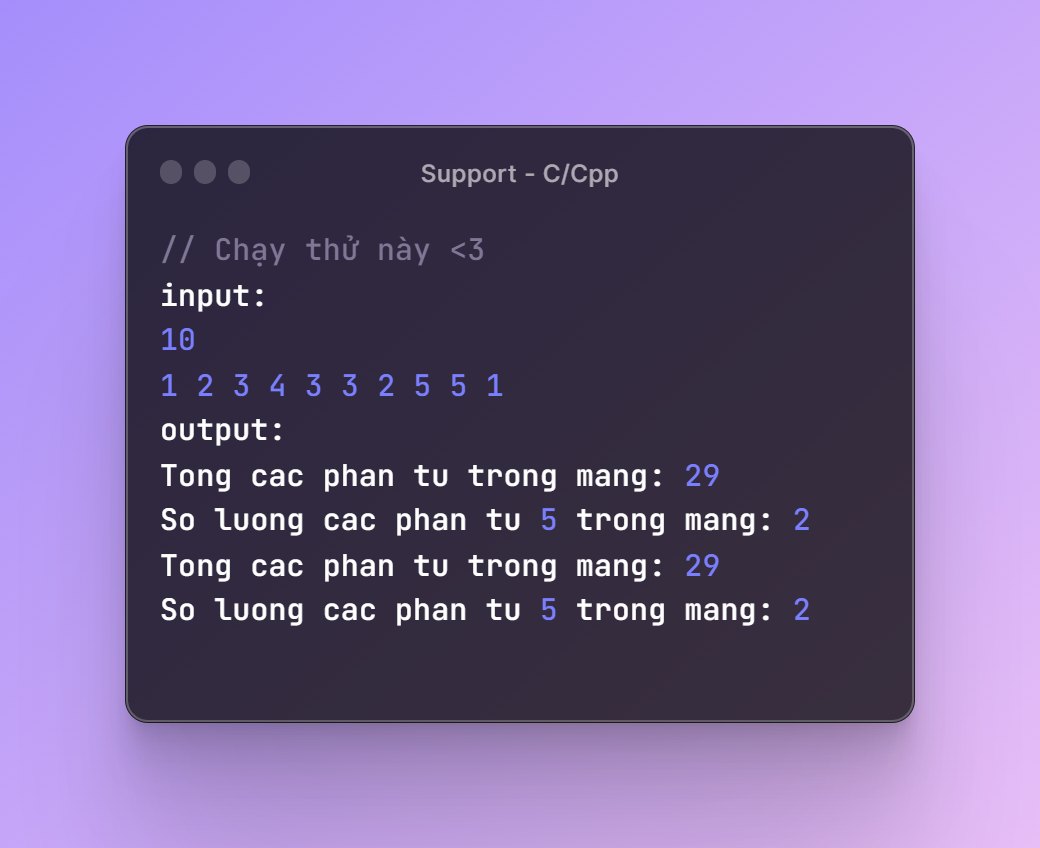 Support - C/Cpp
// Chạy thử này <3
input:
10
1 2 3 4 3 3 2 5 5 1
output:
Tong cac phan tu trong mang: 29
So luong cac phan tu 5 trong mang: 2
Tong cac phan tu trong mang: 29
So luong cac phan tu 5 trong mang: 2